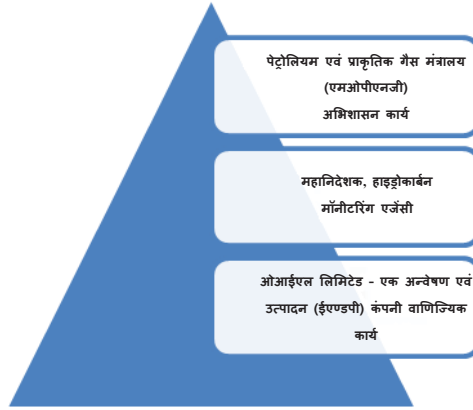 पेट्रोलियम एवं प्राकृतिक गैस मंत्रालय
(एमओपीएनजी)
अभिशासन कार्य
महानिदेशक, हाइड्रोकार्बन
मॉनीटरिंग एजेंसी
ओआईएल लिमिटेड - एक अन्वेषण एवं
उत्पादन (ईएण्डपी) कंपनी वाणिज्यिक
कार्य